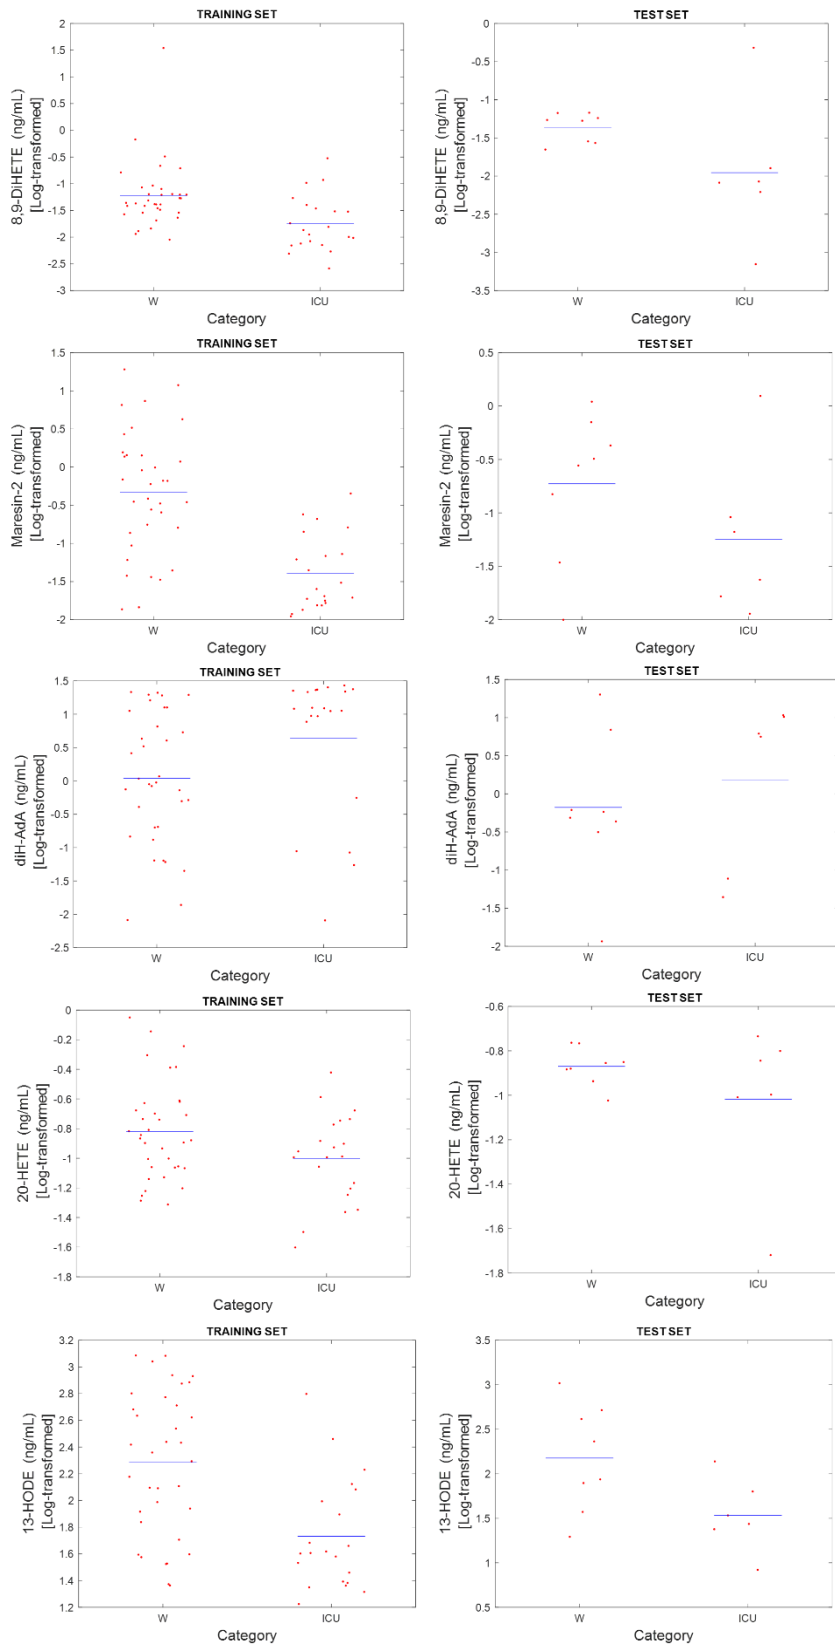 TRAINING SET
8,9-DiHETE (ng/mL)
[Log-transformed]
2
1.5
1
0.5
0
-0.5
-1
-1.5
-2
-2.5
-3
W
ICU
Category
TEST SET
8,9-DiHETE (ng/mL)
[Log-transformed]
0
-0.5
-1
-1.5
-2
-2.5
-3
-3.5
W
ICU
Category
TRAINING SET
Maresin-2 (ng/mL)
[Log-transformed]
1.5
1
0.5
0
-0.5
-1
-1.5
-2
W
ICU
Category
TEST SET
Maresin-2 (ng/mL)
[Log-transformed]
0.5
0
-0.5
-1
-1.5
-2
W
ICU
Category
TRAINING SET
diH-AdA (ng/mL)
[Log-transformed]
1.5
1
0.5
0
-0.5
-1
-1.5
-2
-2.5
W
ICU
Category
TEST SET
diH-AdA (ng/mL)
[Log-transformed]
1.5
1
0.5
0
-0.5
-1
-1.5
-2
W
ICU
Category
TRAINING SET
20-HETE (ng/mL)
[Log-transformed]
0
-0.2
-0.4
-0.6
-0.8
-1
-1.2
-1.4
-1.6
-1.8
W
ICU
Category
TEST SET
20-HETE (ng/mL)
[Log-transformed]
-0.6
-0.8
-1
-1.2
-1.4
-1.6
-1.8
W
ICU
Category
TRAINING SET
13-HODE (ng/mL)
[Log-transformed]
3.2
3
2.8
2.6
2.4
2.2
2
1.8
1.6
1.4
1.2
W
ICU
Category
TEST SET
13-HODE (ng/mL)
[Log-transformed]
3.5
3
2.5
2
1.5
1
0.5
W
ICU
Category